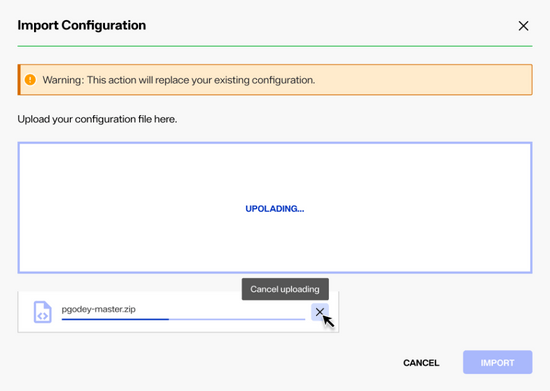 Import Configuration
Warning: This action will replace your existing configuration.
Upload your configuration file here.
UPOLADING...
Cancel uploading
pgodey-master.zip
CANCEL
IMPORT